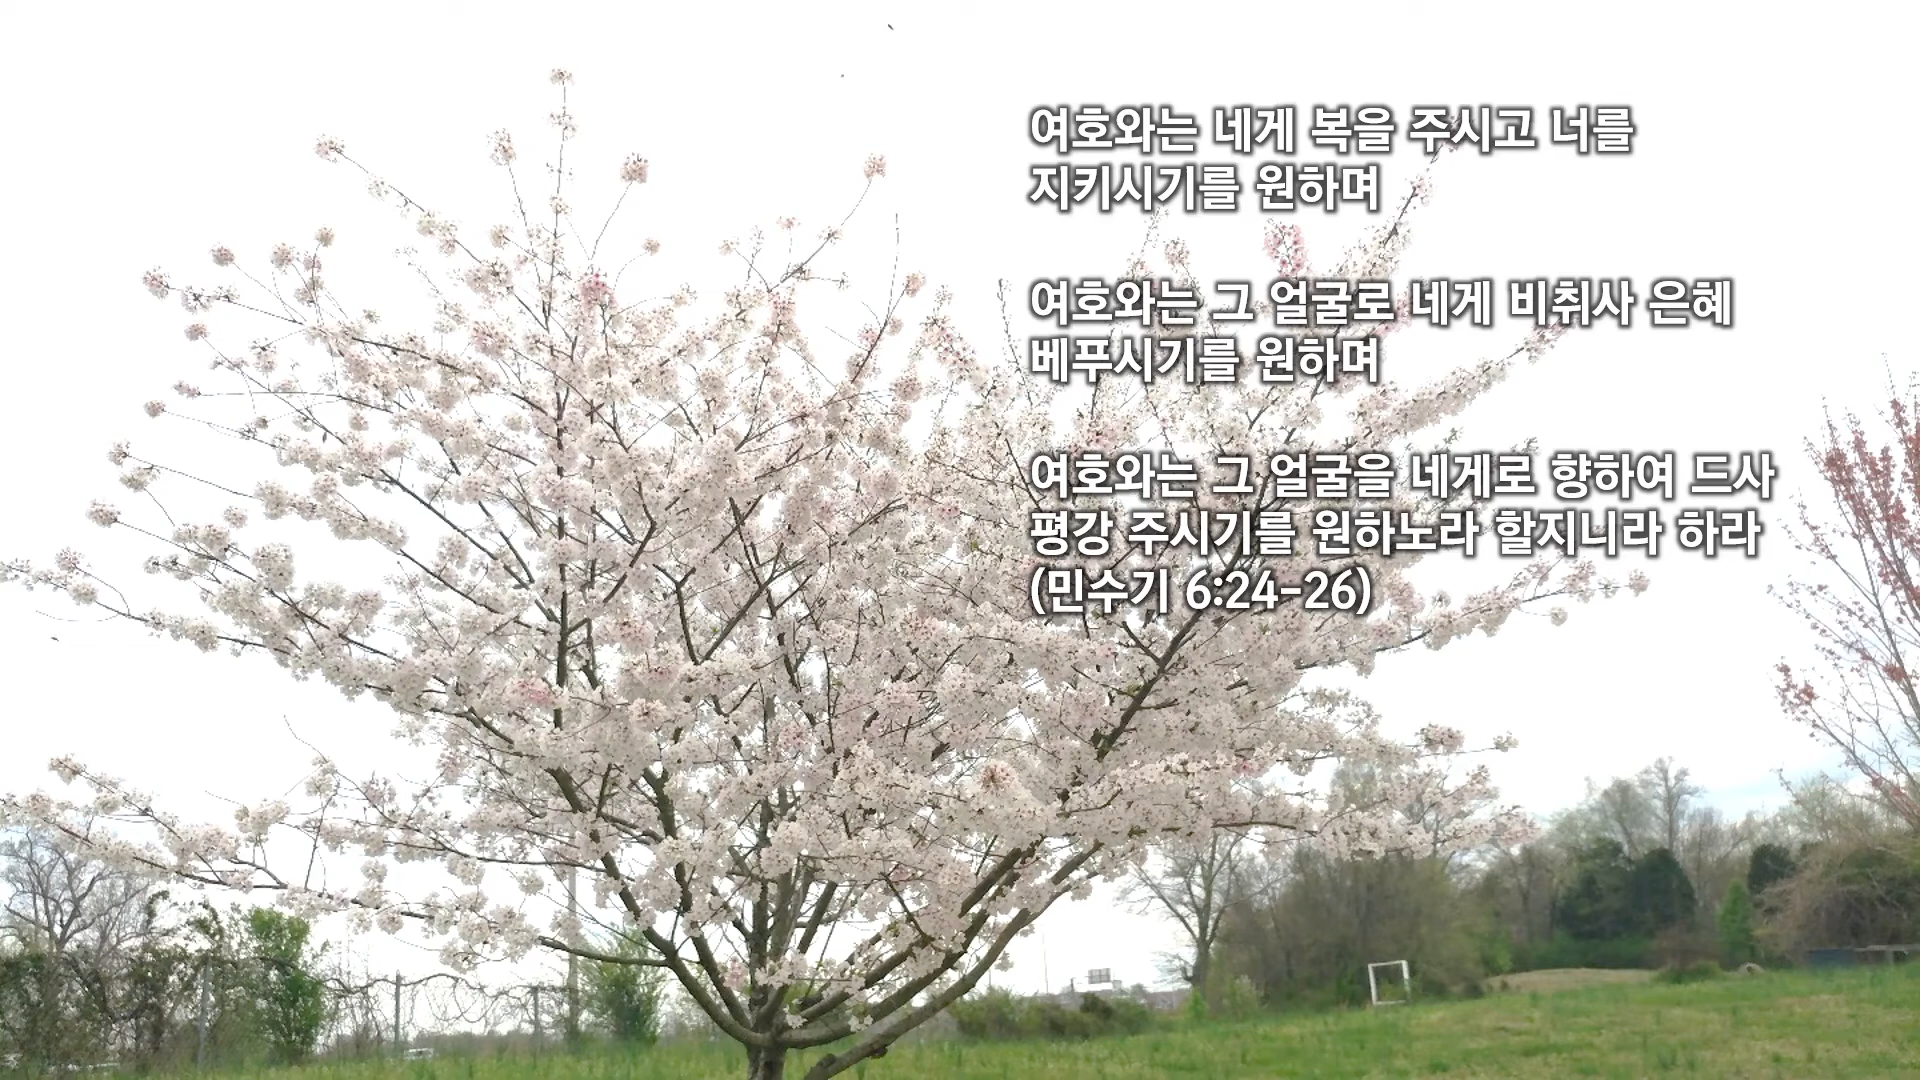 여호와는 네게 복을 주시고 너를
지키시기를 원하며
여호와는 그 얼굴로 네게 비취사 은혜
베푸시기를 원하며
여호와는 그 얼굴을 네게로 향하여 드사
평강 주시기를 원하노라 할지니라 하라
(민수기 6:24-26)